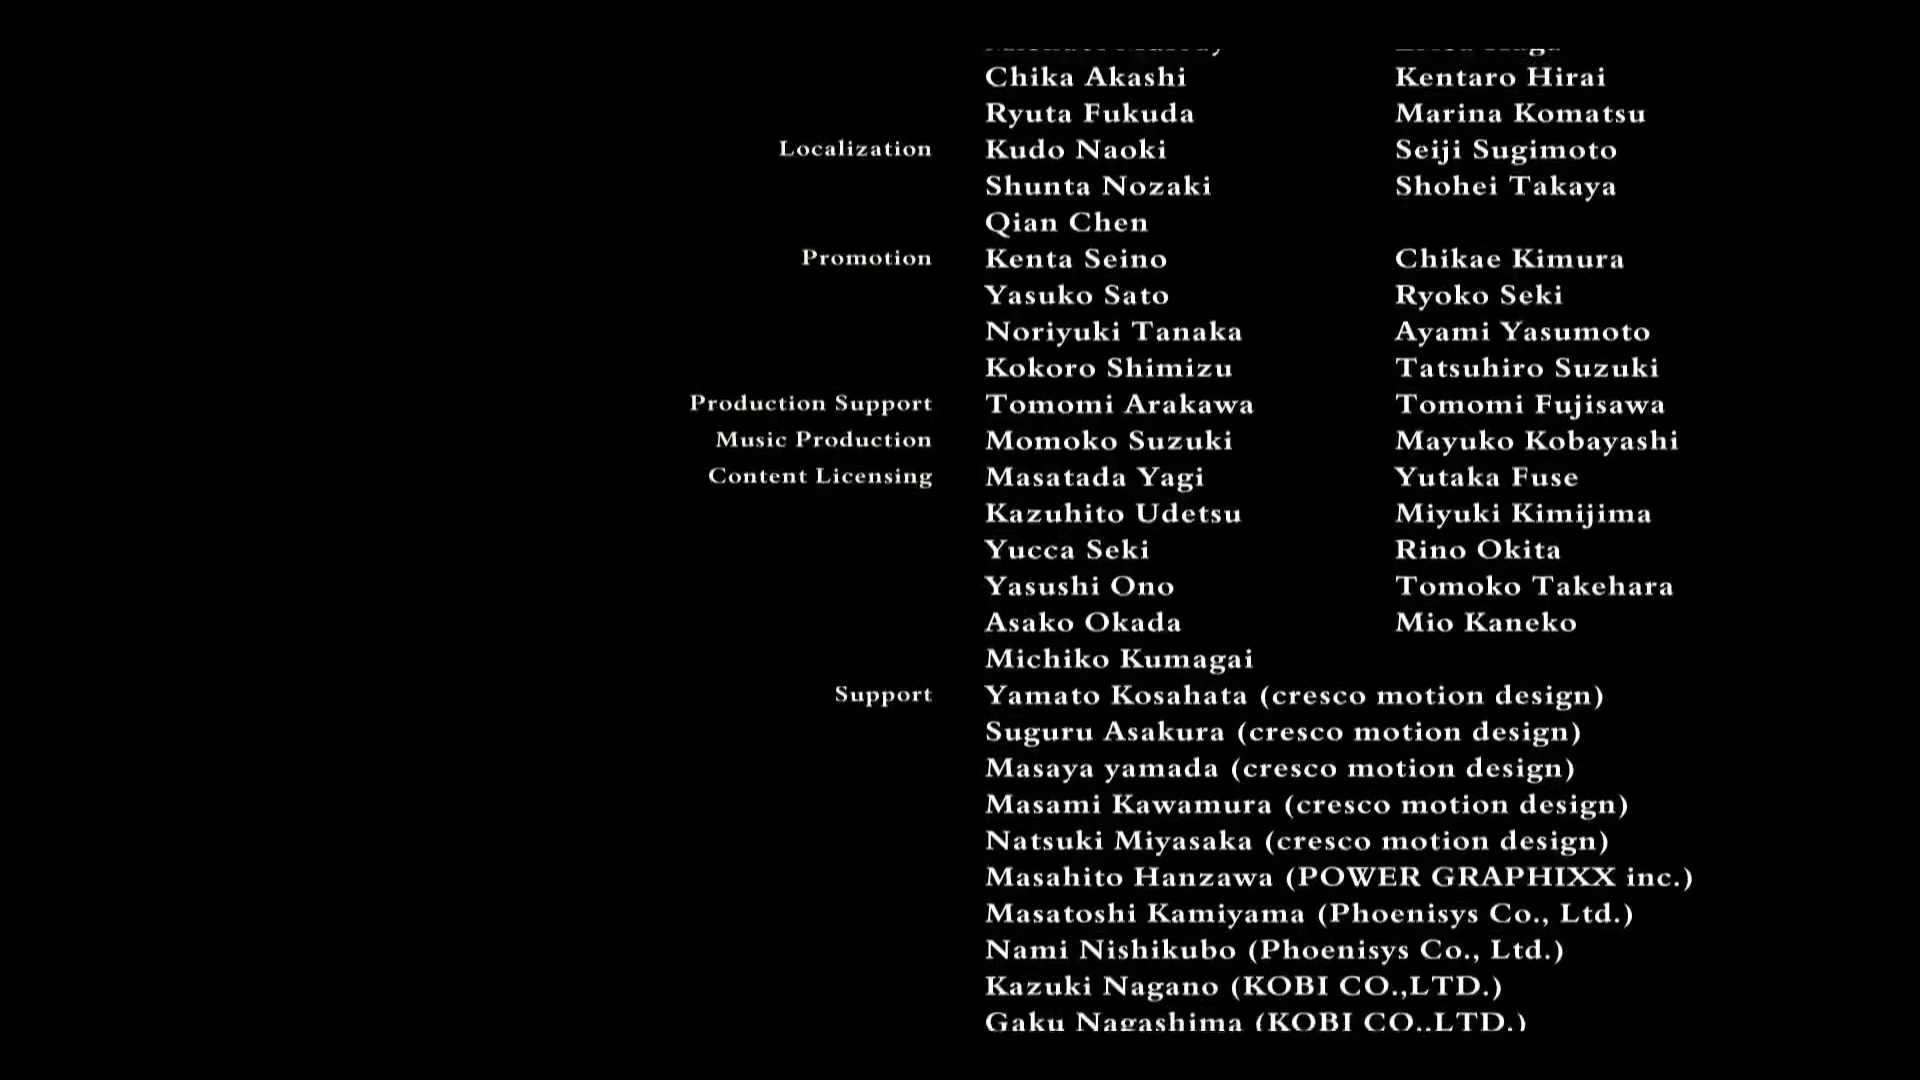 Chika Akashi Kentaro Hirai
Ryuta Fukuda Marina Komatsu
Localization Kudo Naoki Seiji Sugimoto
Shunta Nozaki Shohei Takaya
Qian Chen
Promotion Kenta Seino Chikae Kimura
Yasuko Sato Ryoko Seki
Noriyuki Tanaka Ayami Yasumoto
Kokoro Shimizu Tatsuhiro Suzuki
Production Support Tomomi Arakawa Tomomi Fujisawa
Music Production Momoko Suzuki Mayuko Kobayashi
Content Licensing Masatada Yagi Yutaka Fuse
Kazuhito Udetsu Miyuki Kimijima
Yucca Seki Rino Okita
Yasushi Ono Tomoko Takehara
Asako Okada Mio Kaneko
Michiko Kumagai
Support Yamato Kosahata (cresco motion design)
Suguru Asakura (cresco motion design)
Masaya yamada (cresco motion design)
Masami Kawamura (cresco motion design)
Natsuki Miyasaka (cresco motion design)
Masahito Hanzawa (POWER GRAPHIXX inc.)
Masatoshi Kamiyama (Phoenisys Co., Ltd.)
Nami Nishikubo (Phoenisys Co., Ltd.)
Kazuki Nagano (KOBI CO.,LTD.)
Gaku Nagashima (KOBI CO.,LTD.)